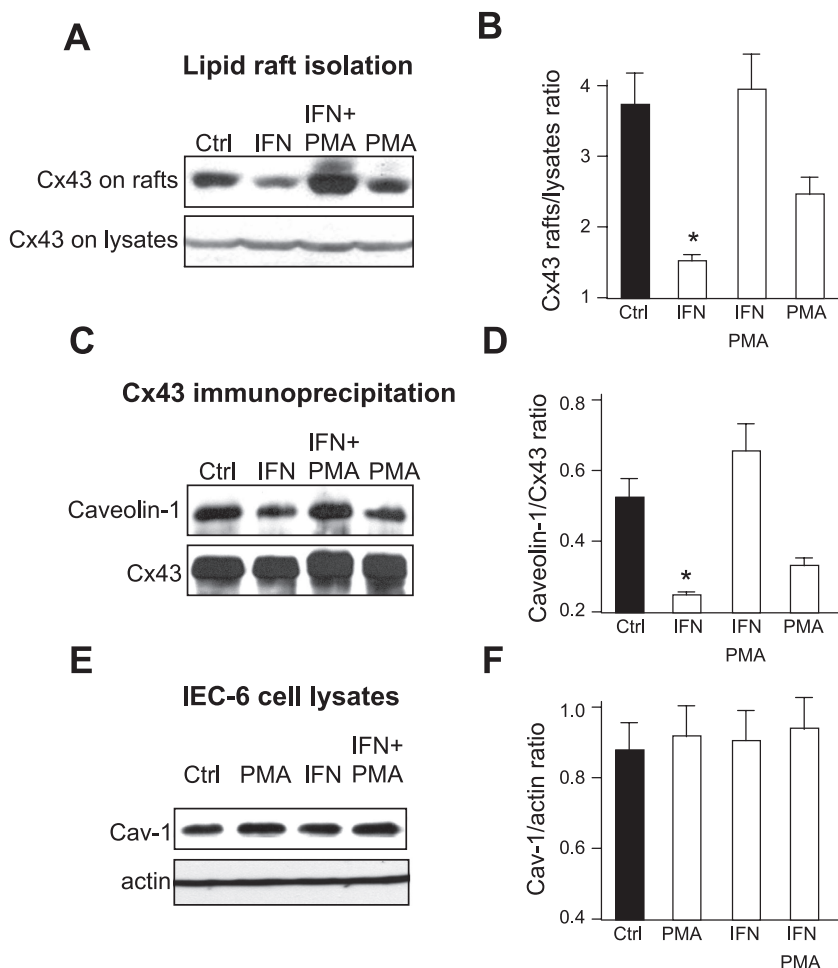 A
Lipid raft isolation
IFN+
Ctrl IFN PMA PMA
Cx43 on rafts
Cx43 on lysates
B
Cx43 rafts/lysates ratio
4
3
2
1
*
Ctrl IFN IFN PMA
PMA
C
Cx43 immunoprecipitation
IFN+
Ctrl IFN PMA PMA
Caveolin-1
Cx43
D
Caveolin-1/Cx43 ratio
0.8
0.6
0.4
0.2
*
Ctrl IFN IFN PMA
PMA
E
IEC-6 cell lysates
IFN+
Ctrl PMA IFN PMA
Cav-1
actin
F
Cav-1/actin ratio
1.0
0.8
0.6
0.4
Ctrl PMA IFN IFN
PMA